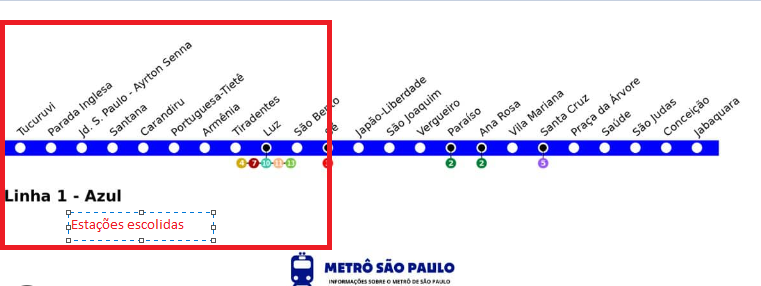 Tucuruvi
Parada Inglesa
Jd. S. Paulo - Ayrton Senna
Santana
Carandiru
Portuguesa-Tietê
Armênia
Tiradentes
Luz
São Bento
Sé
Japão-Liberdade
São Joaquim
Vergueiro
Paraíso
Ana Rosa
Vila Mariana
Santa Cruz
Praça da Árvore
Saúde
São Judas
Conceição
Jabaquara
4 7 10 11 13 3 2 2 5
Linha 1 - Azul
Estações escolidas
METRÔ SÃO PAULO
INFORMAÇÕES SOBRE O METRÔ DE SÃO PAULO